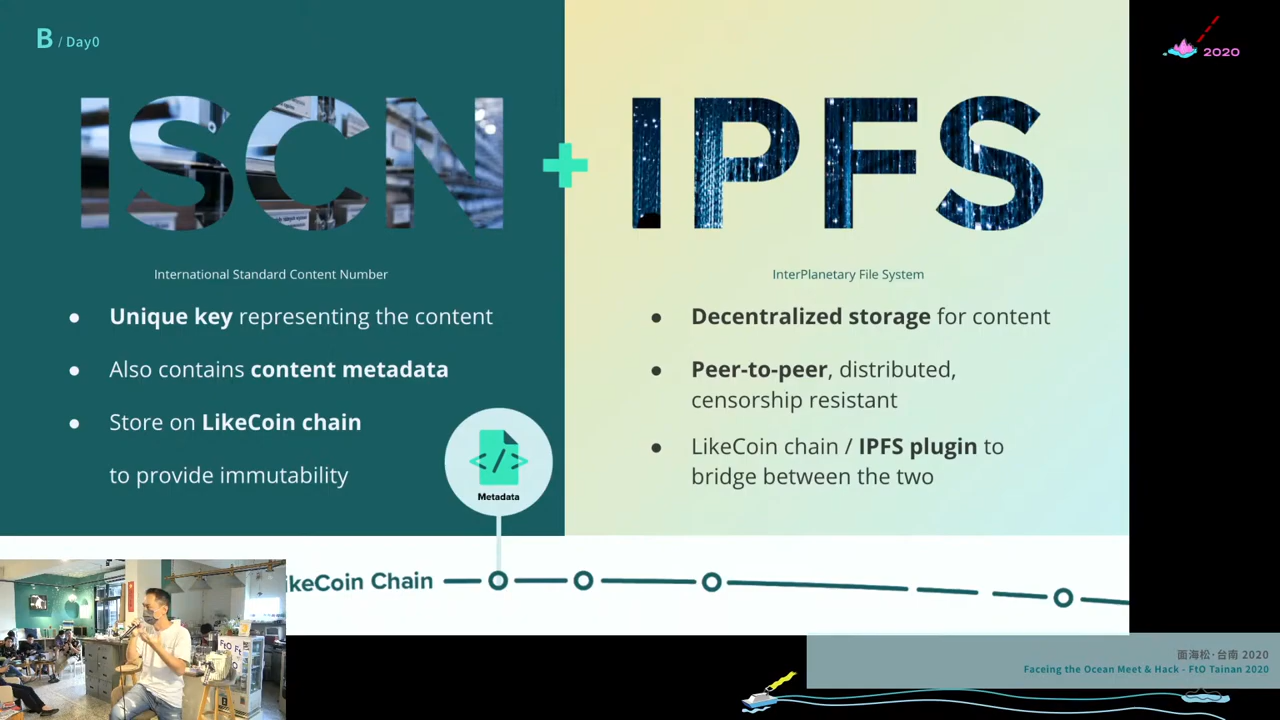 B / Day0
2020
ISCN
IPFS
International Standard Content Number
InterPlanetary File System
● Unique key representing the content
● Also contains content metadata
● Store on LikeCoin chain
to provide immutability
Metadata
● Decentralized storage for content
● Peer-to-peer, distributed,
censorship resistant
● LikeCoin chain / IPFS plugin to
bridge between the two
ikeCoin Chain
FtO
面海松·台南 2020
Faceing the Ocean Meet & Hack - FtO Tainan 2020